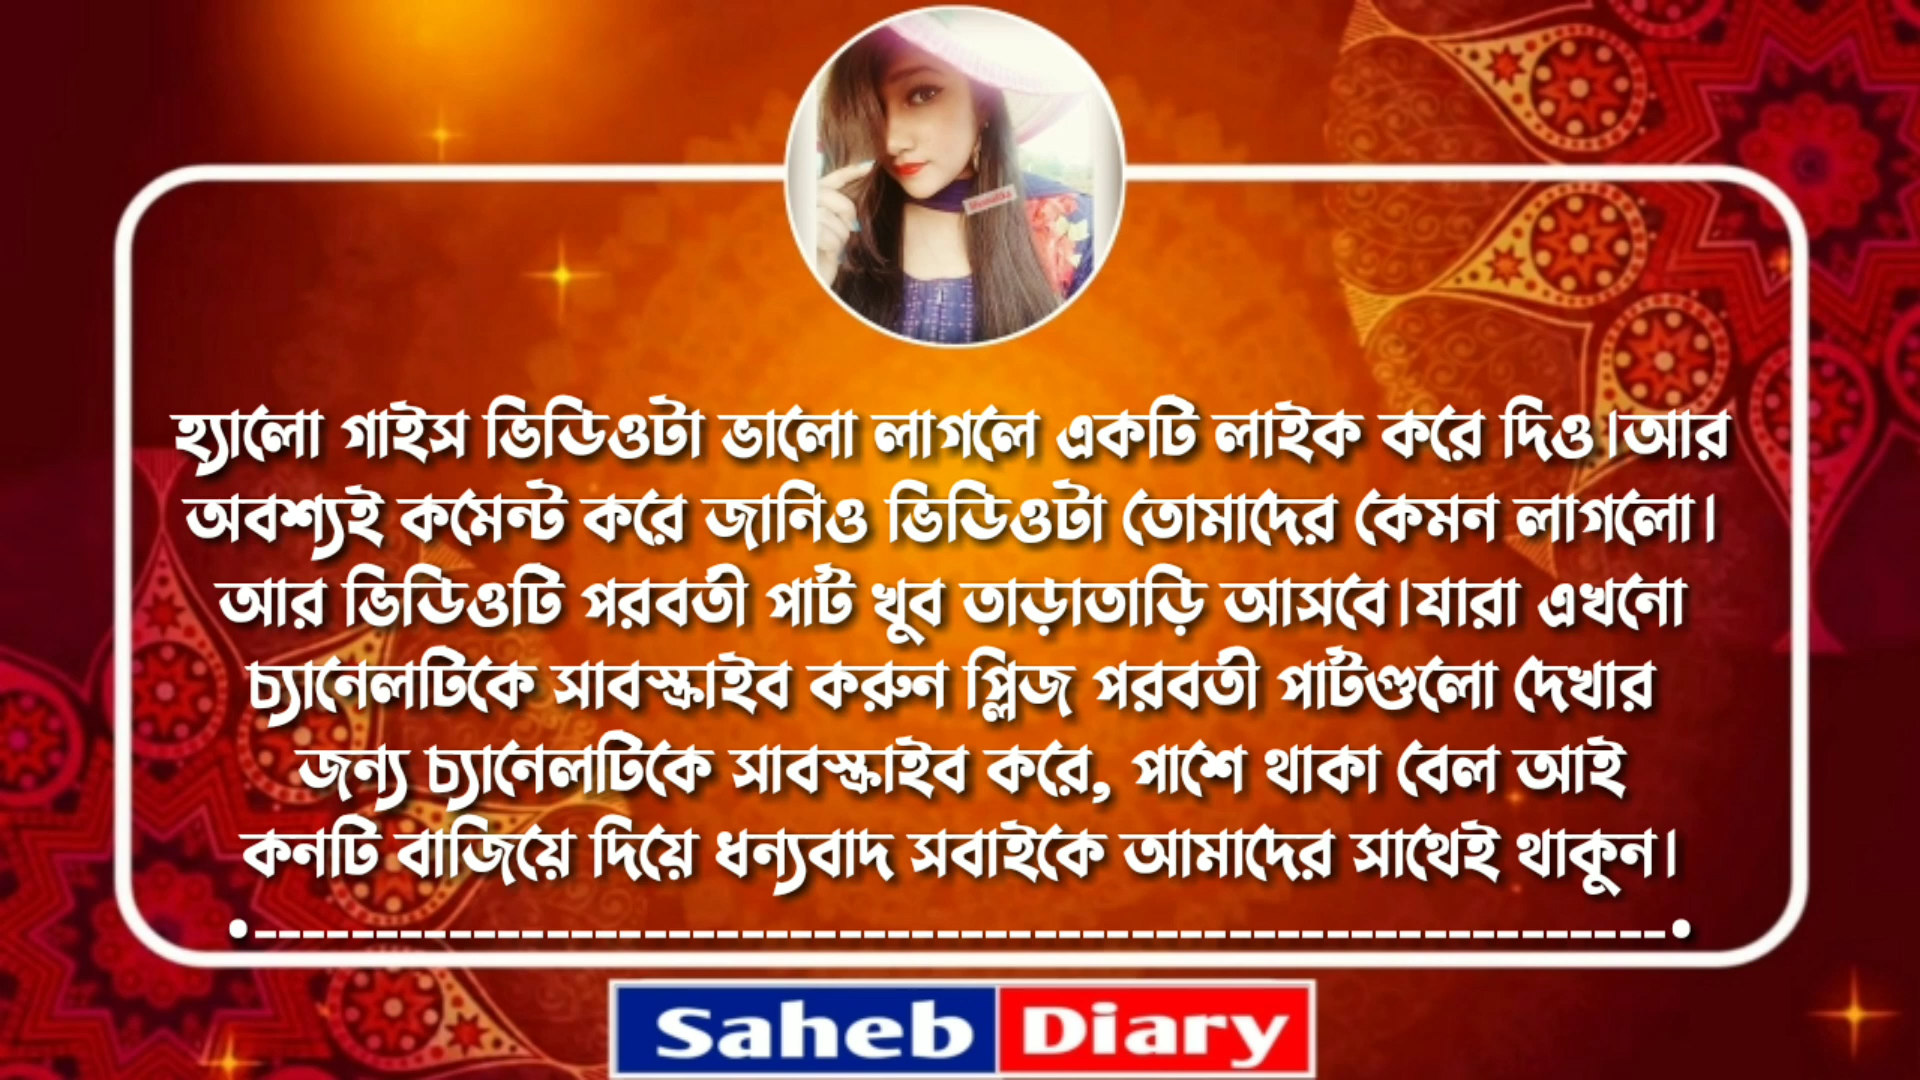 হ্যালো গাইস ভিডিওটা ভালো লাগলে একটি লাইক করে দিও।আর
অবশ্যই কমেন্ট করে জানিও ভিডিওটা তোমাদের কেমন লাগলো।
আর ভিডিওটি পরবর্তী পার্ট খুব তাড়াতাড়ি আসবে।যারা এখনো
চ্যানেলটিকে সাবস্ক্রাইব করুন প্লিজ পরবর্তী পার্টগুলো দেখার
জন্য চ্যানেলটিকে সাবস্ক্রাইব করে, পাশে থাকা বেল আই
কনটি বাজিয়ে দিয়ে ধন্যবাদ সবাইকে আমাদের সাথেই থাকুন।
Saheb Diary